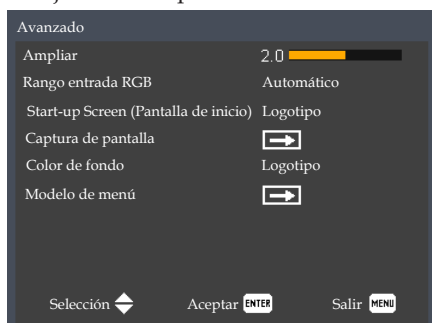 Avanzado
Ampliar 2.0
Rango entrada RGB Automático
Start-up Screen (Pantalla de inicio) Logotipo
Captura de pantalla
Color de fondo Logotipo
Modelo de menú
Selección Aceptar ENTER Salir MENU